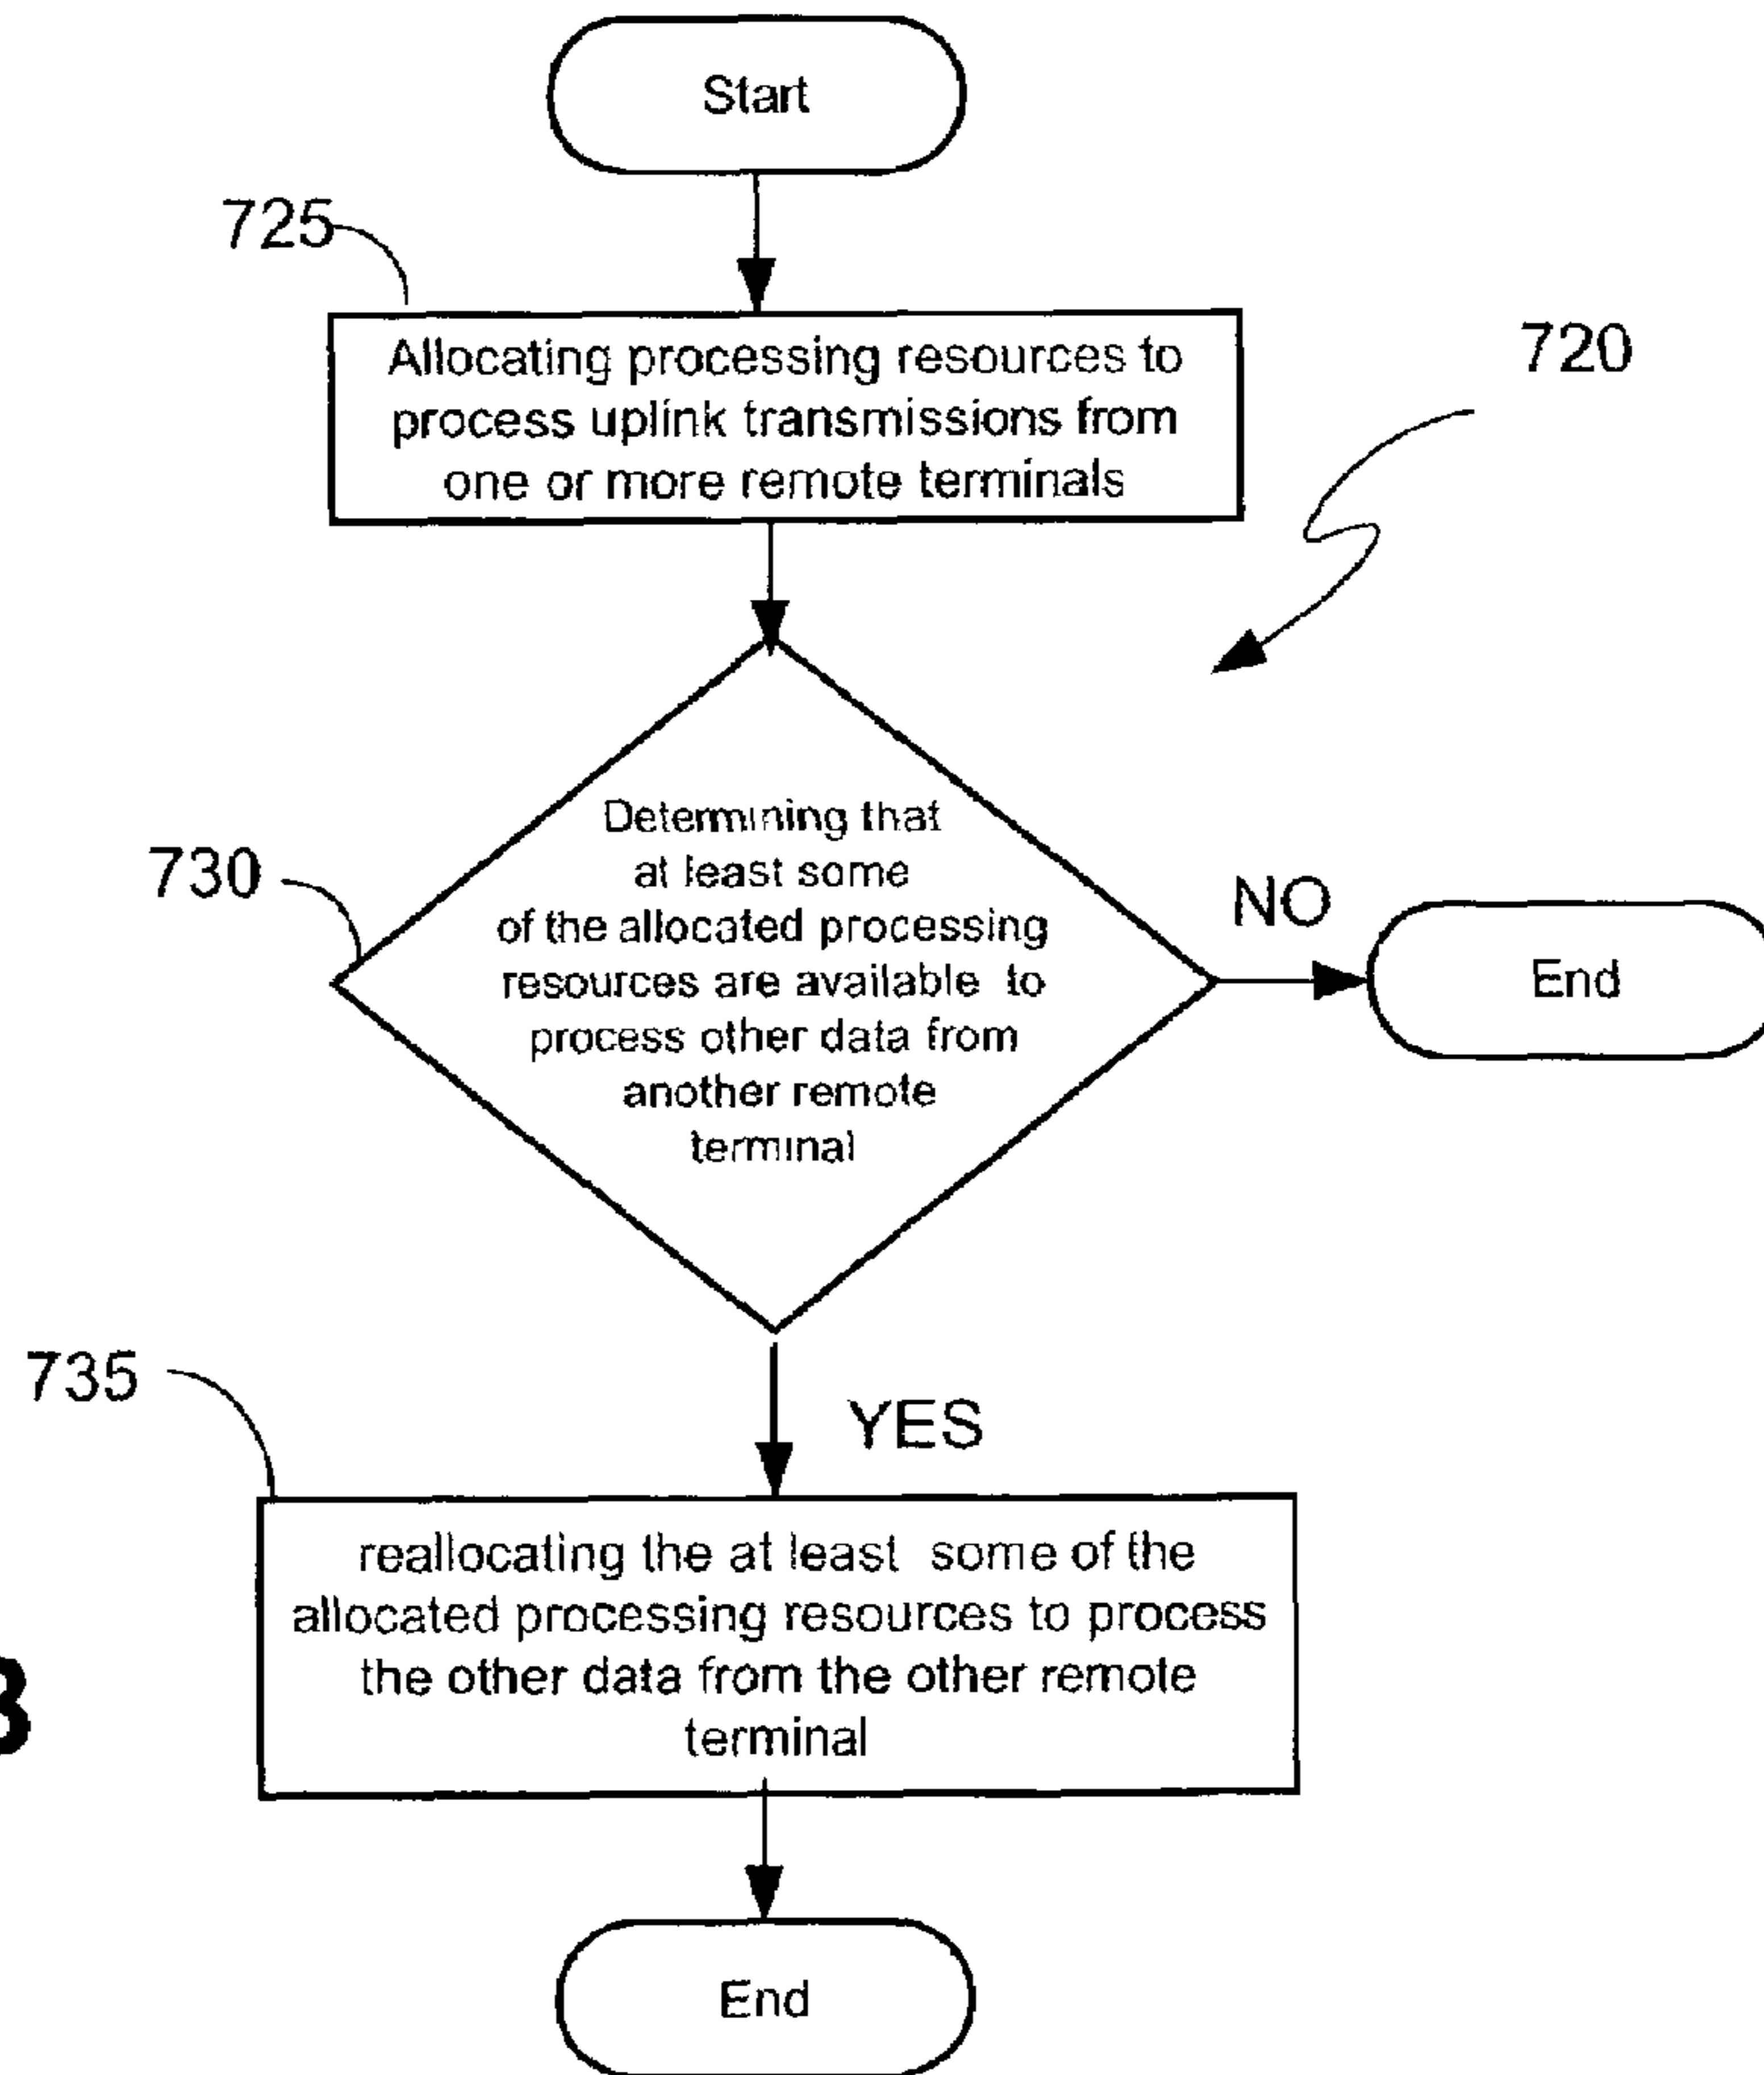 Start
725
Allocating processing resources to
process uplink transmissions from
one or more remote terminals
720
Determining that
at least some
of the allocated processing
resources are available to
process other data from
another remote
terminal
730
NO
End
735
YES
reallocating the at least some of the
allocated processing resources to process
the other data from the other remote
terminal
End